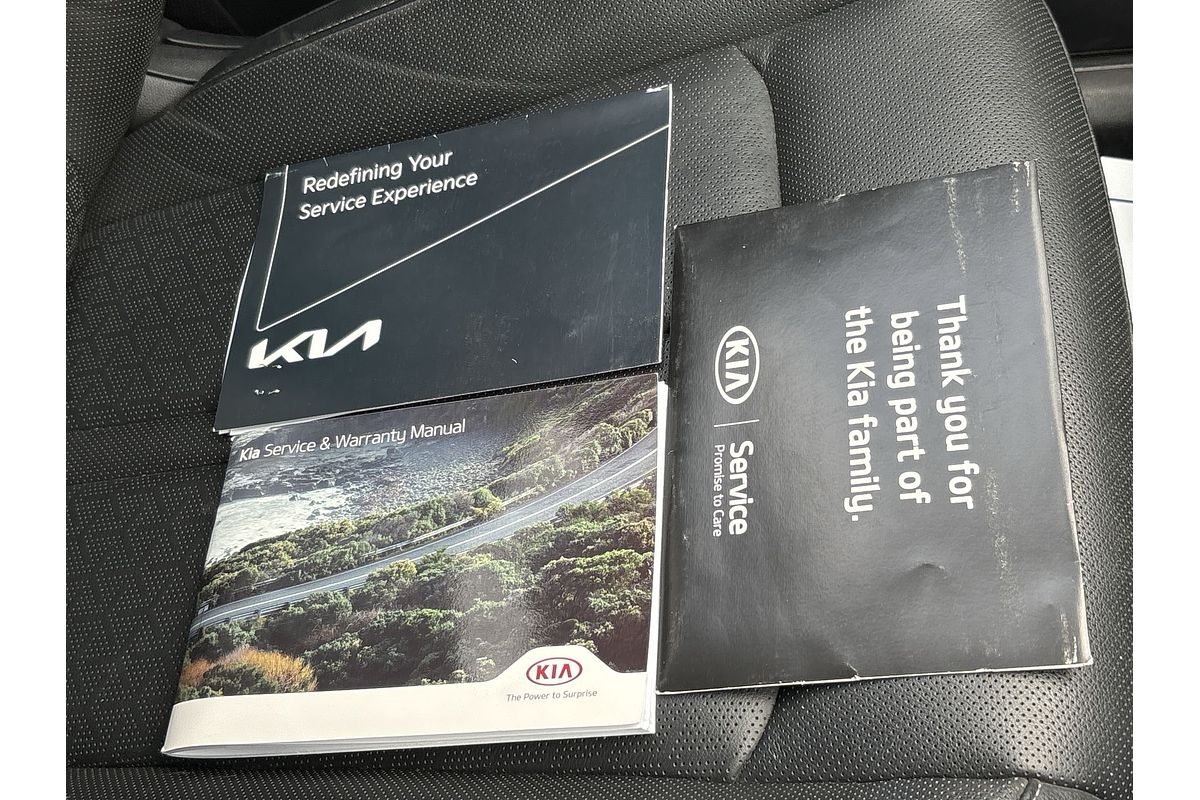 Redefining Your
Service Experience
KIA
Kia Service & Warranty Manual
KIA
The Power to Surprise
Thank you for
being part of
the Kia family.
KIA
Service
Promise to Care